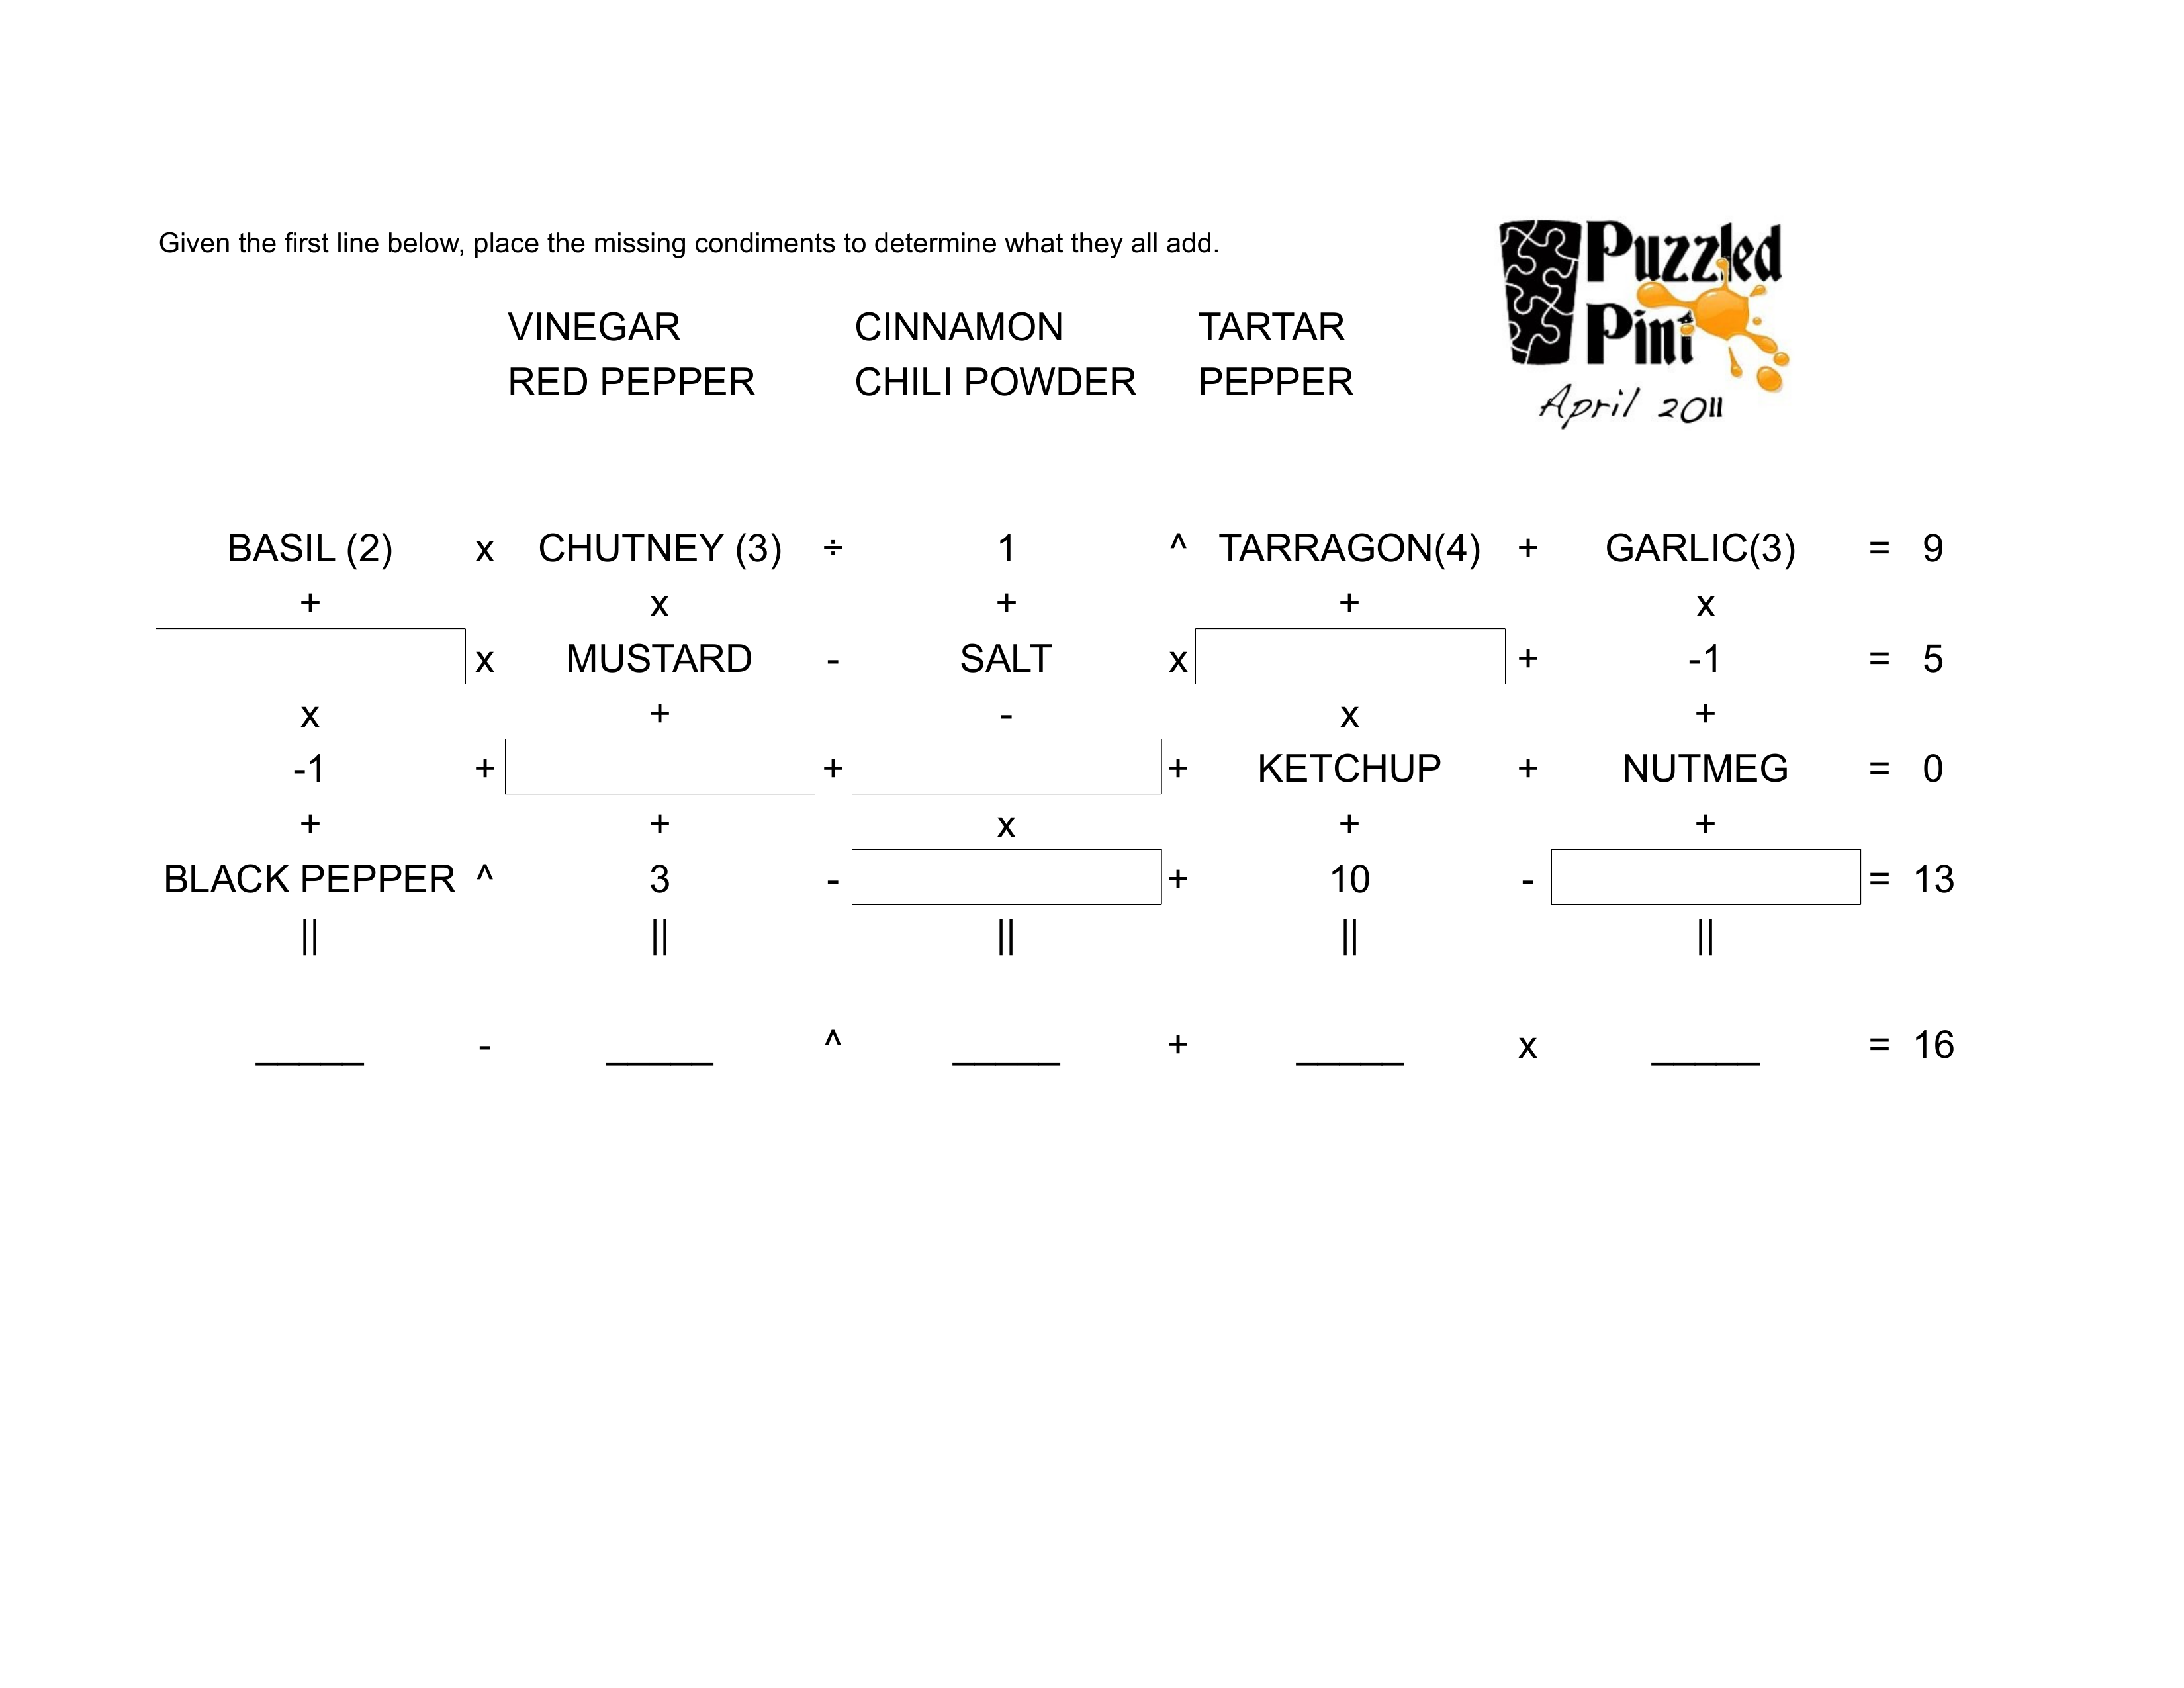 Given the first line below, place the missing condiments to determine what they all add.
Puzzled
Pint
April 2011
VINEGAR CINNAMON TARTAR
RED PEPPER CHILI POWDER PEPPER
BASIL (2) x CHUTNEY (3) ÷ 1 ^ TARRAGON(4) + GARLIC(3) = 9
+ x + + x
x MUSTARD - SALT x + -1 = 5
x + - x +
-1 + + + KETCHUP + NUTMEG = 0
+ + x + +
BLACK PEPPER ^ 3 - + 10 - = 13
|| || || || ||
_____ - _____ ^ _____ + _____ x _____ = 16